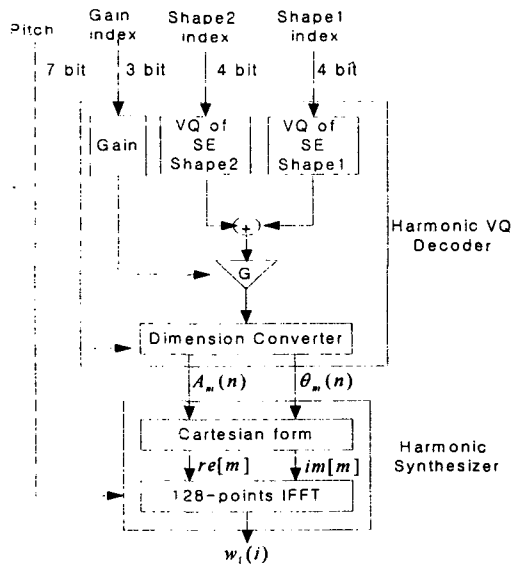 Pitch
Gain
index
Shape2
index
Shape1
index
7 bit
3 bit
4 bit
4 bit
Gain
VQ of
SE
Shape2
VQ of
SE
Shape1
+
G
Harmonic VQ
Decoder
Dimension Converter
A_m(n)
θ_m(n)
Cartesian form
re[m]
im[m]
Harmonic
Synthesizer
128-points IFFT
w_1(i)